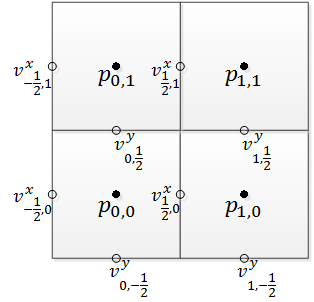 v^x_{-1/2,1} p_{0,1} v^x_{1/2,1} p_{1,1}
v^y_{0,1/2} v^y_{1,1/2}
v^x_{-1/2,0} p_{0,0} v^x_{1/2,0} p_{1,0}
v^y_{0,-1/2} v^y_{1,-1/2}